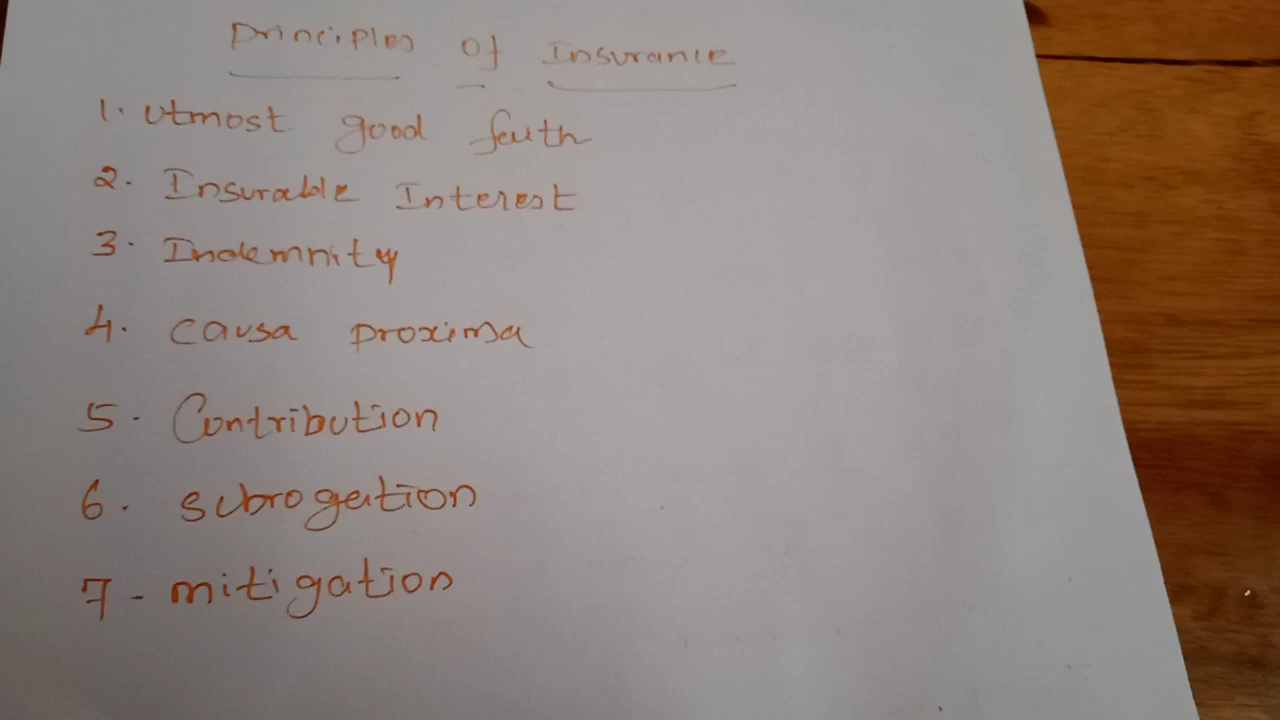 Principles of Insurance
1. Utmost good faith
2. Insurable Interest
3. Indemnity
4. causa proxima
5. Contribution
6. subrogation
7 - mitigation